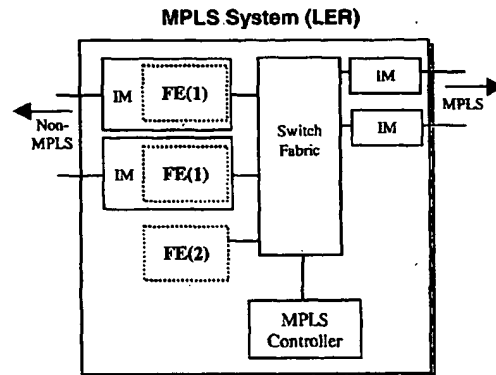 MPLS System (LER)
IM
FE(1)
IM
MPLS
Non-
MPLS
Switch
Fabric
IM
IM
FE(1)
FE(2)
MPLS
Controller